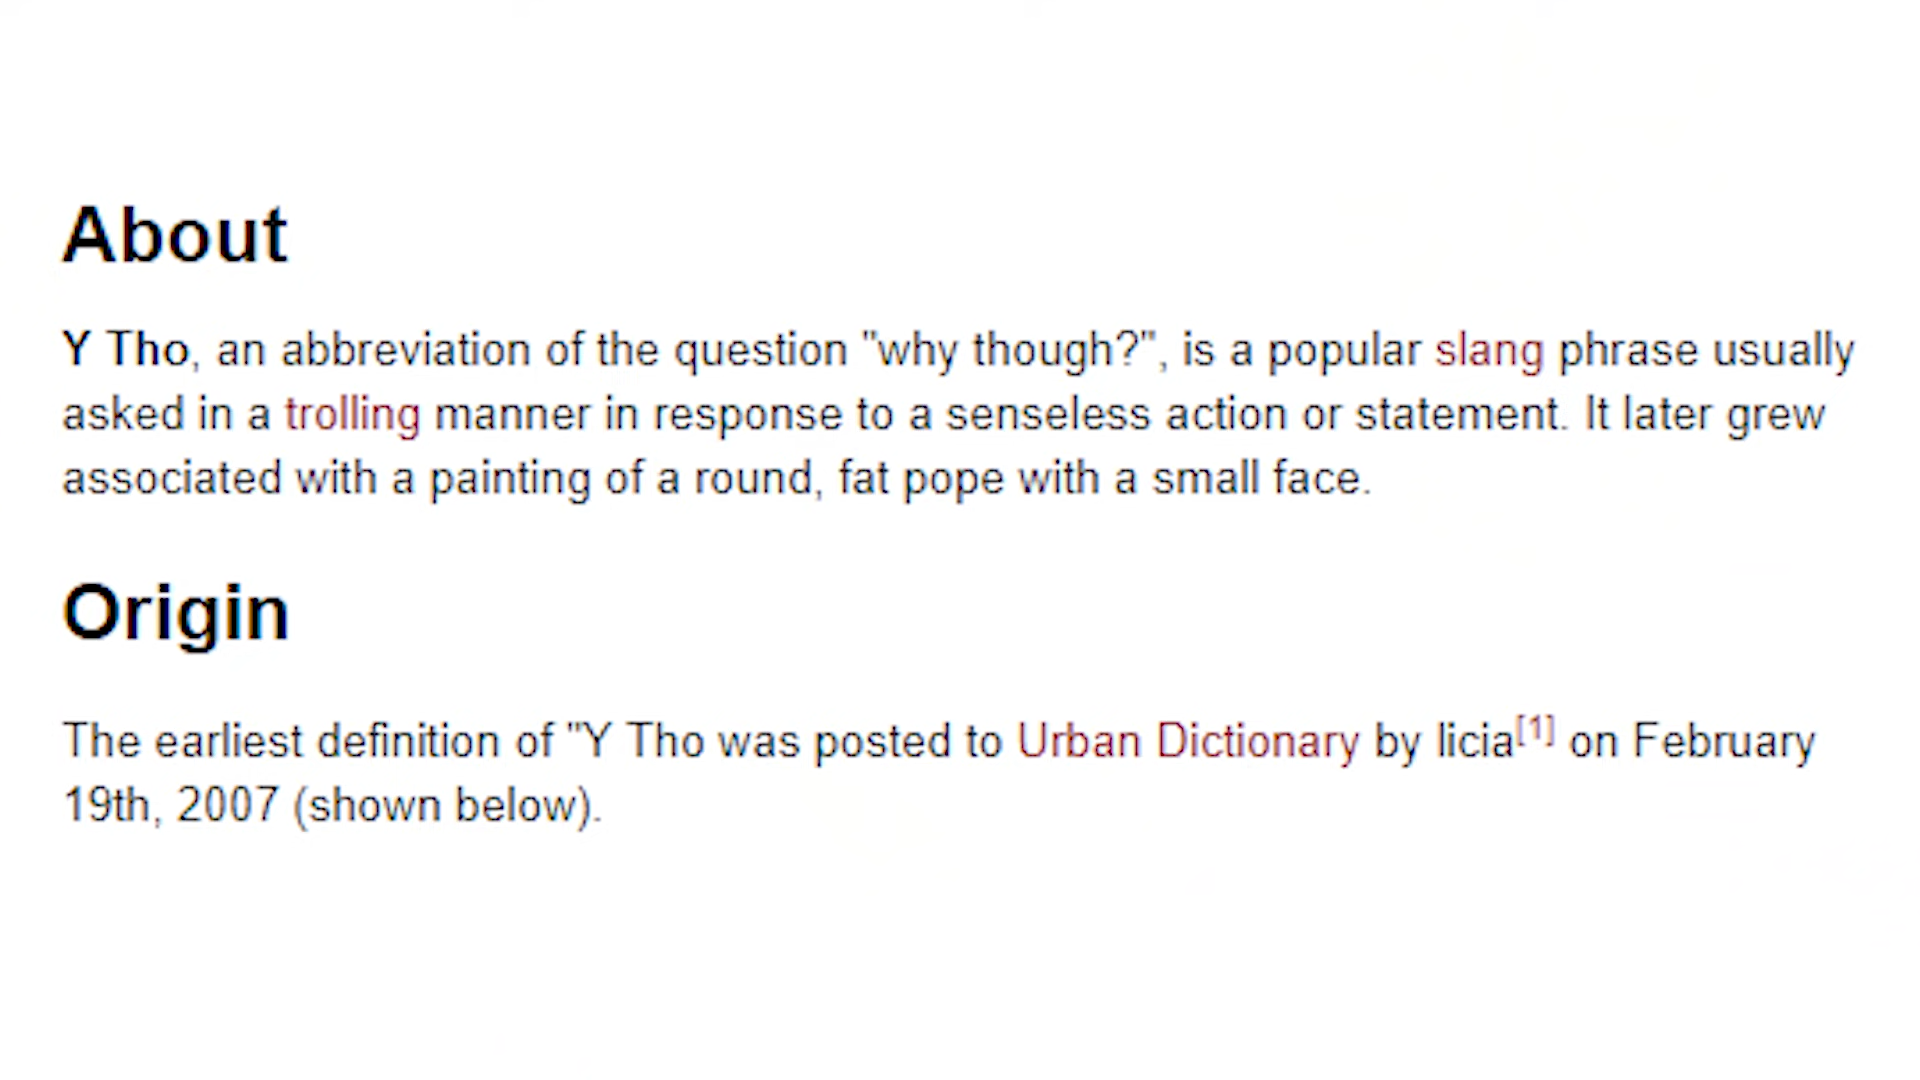 About
Y Tho, an abbreviation of the question "why though?", is a popular slang phrase usually
asked in a trolling manner in response to a senseless action or statement. It later grew
associated with a painting of a round, fat pope with a small face.
Origin
The earliest definition of "Y Tho was posted to Urban Dictionary by licia[1] on February
19th, 2007 (shown below).